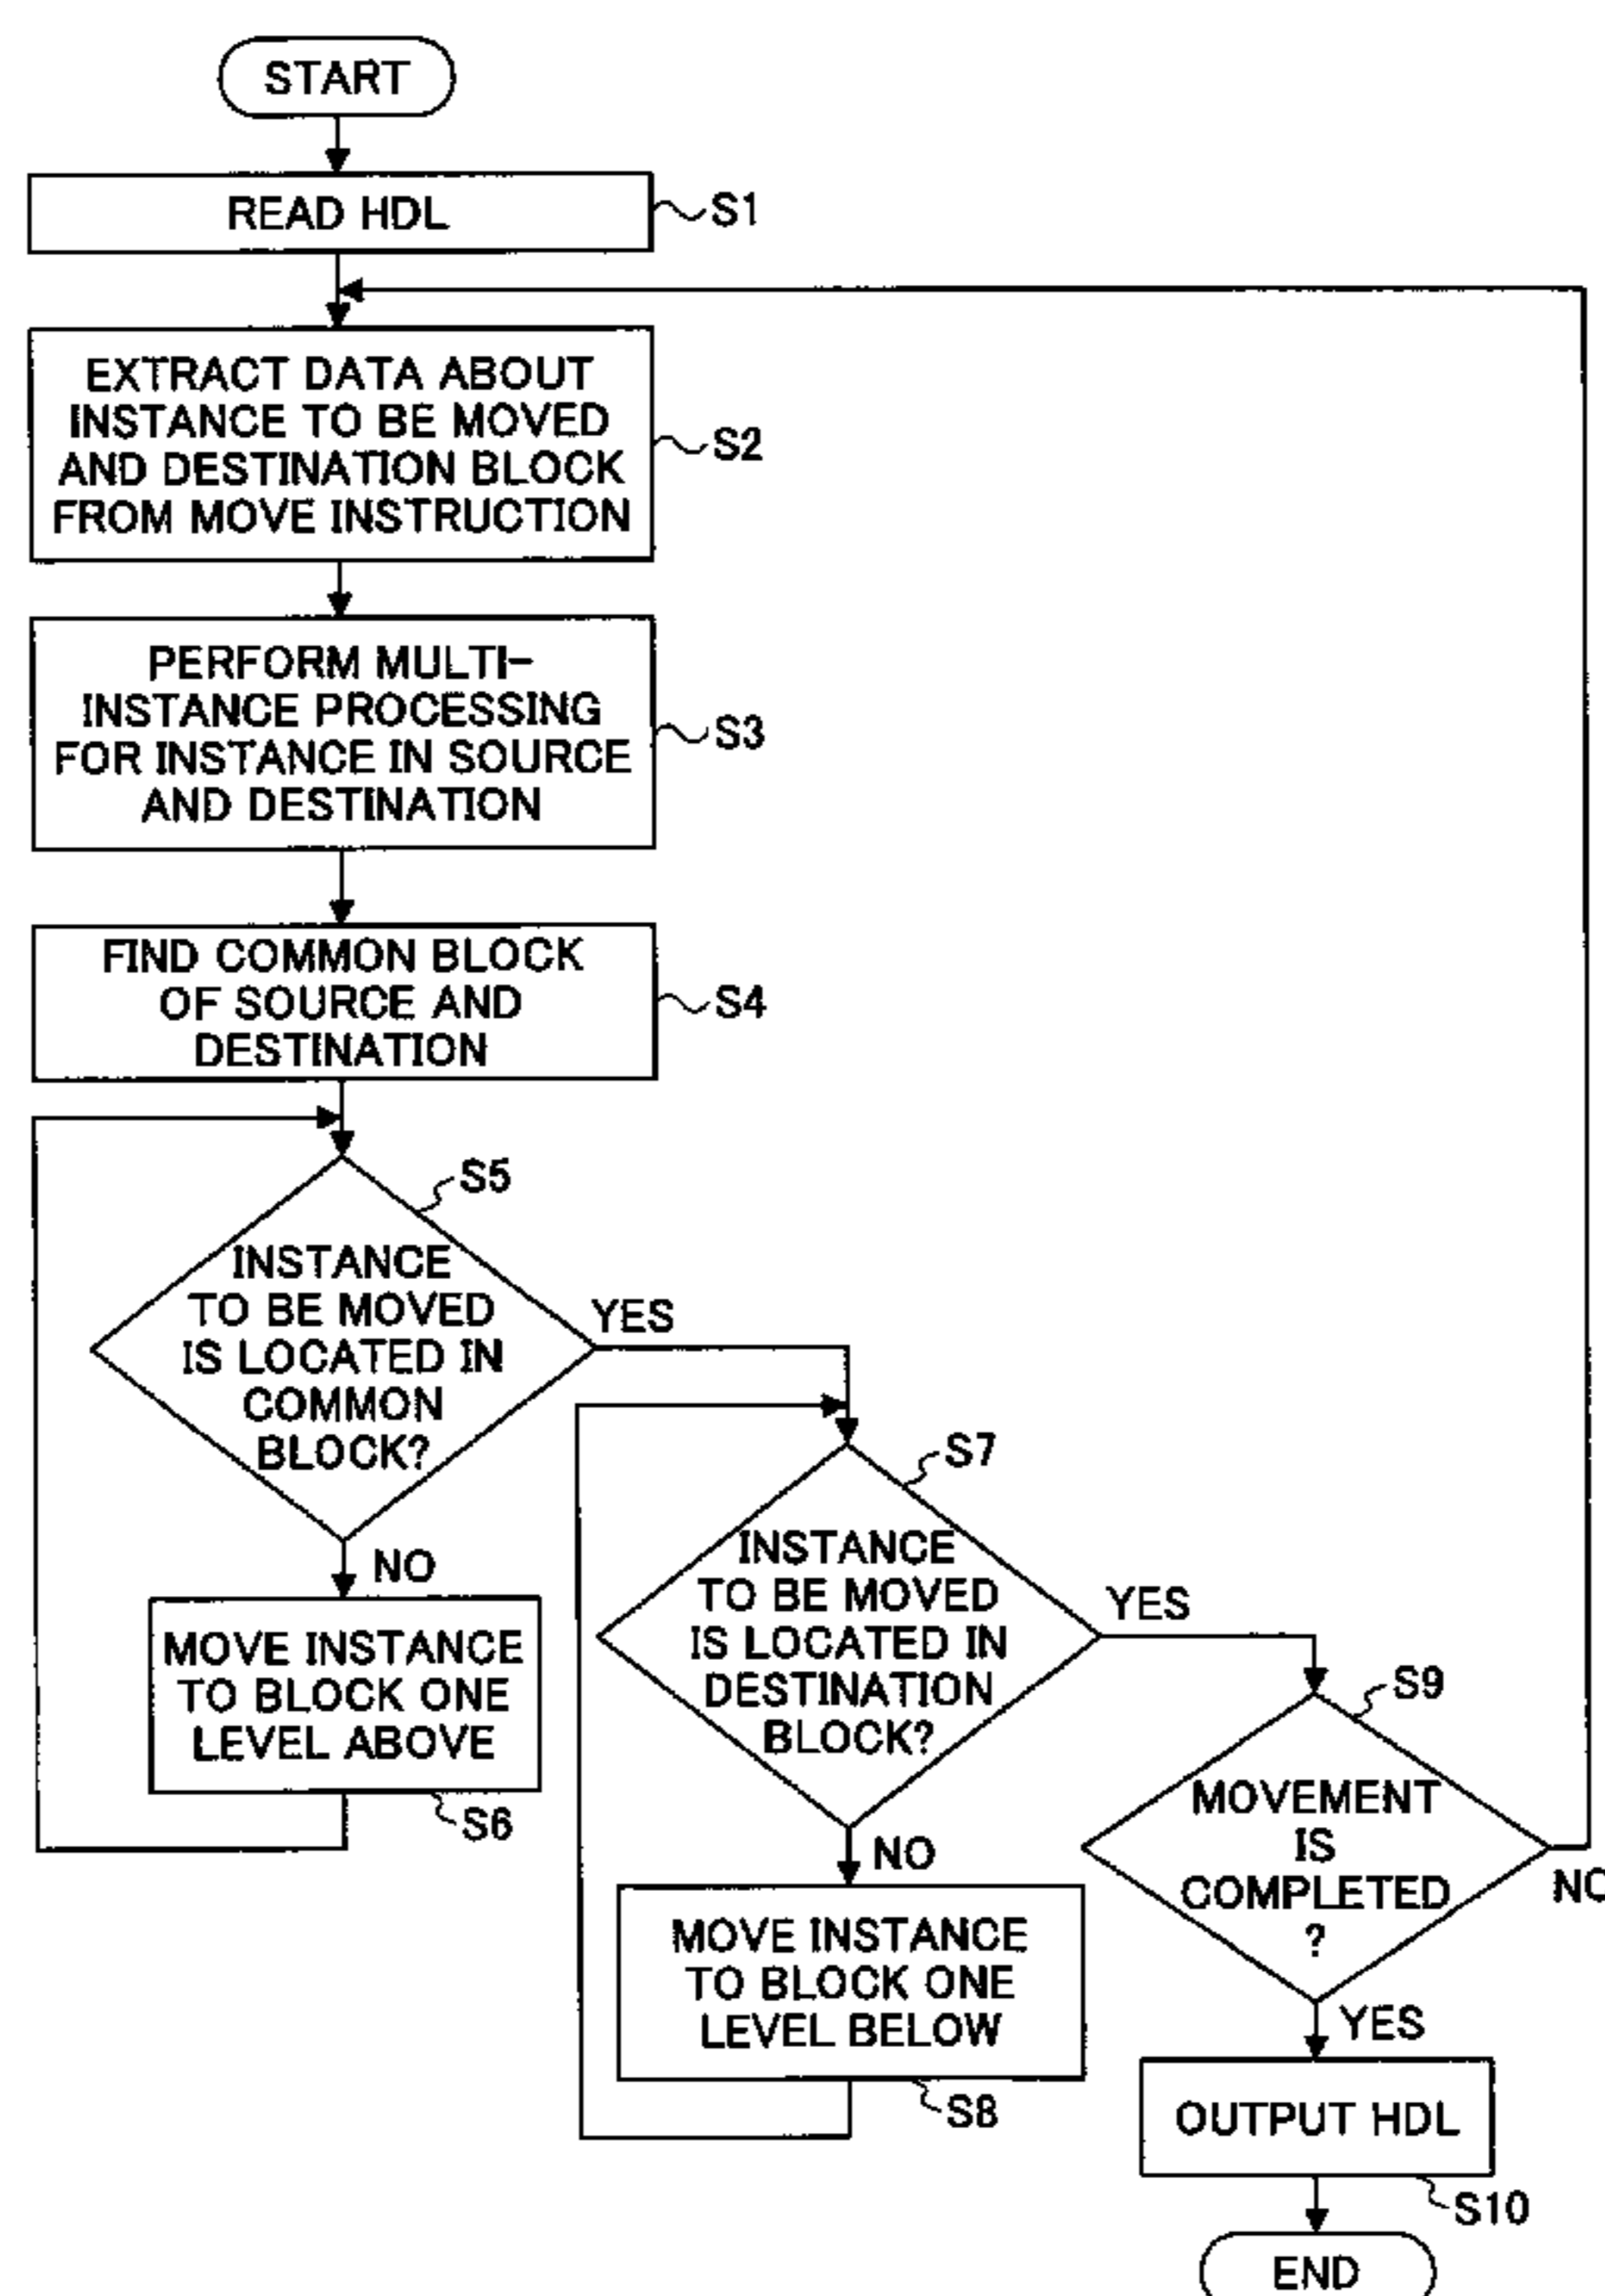 START
READ HDL
S1
EXTRACT DATA ABOUT
INSTANCE TO BE MOVED
AND DESTINATION BLOCK
FROM MOVE INSTRUCTION
S2
PERFORM MULTI-
INSTANCE PROCESSING
FOR INSTANCE IN SOURCE
AND DESTINATION
S3
FIND COMMON BLOCK
OF SOURCE AND
DESTINATION
S4
S5
INSTANCE
TO BE MOVED
IS LOCATED IN
COMMON
BLOCK?
YES
NO
MOVE INSTANCE
TO BLOCK ONE
LEVEL ABOVE
S6
S7
INSTANCE
TO BE MOVED
IS LOCATED IN
DESTINATION
BLOCK?
YES
NO
MOVE INSTANCE
TO BLOCK ONE
LEVEL BELOW
S8
S9
MOVEMENT
IS
COMPLETED
?
NO
YES
OUTPUT HDL
S10
END